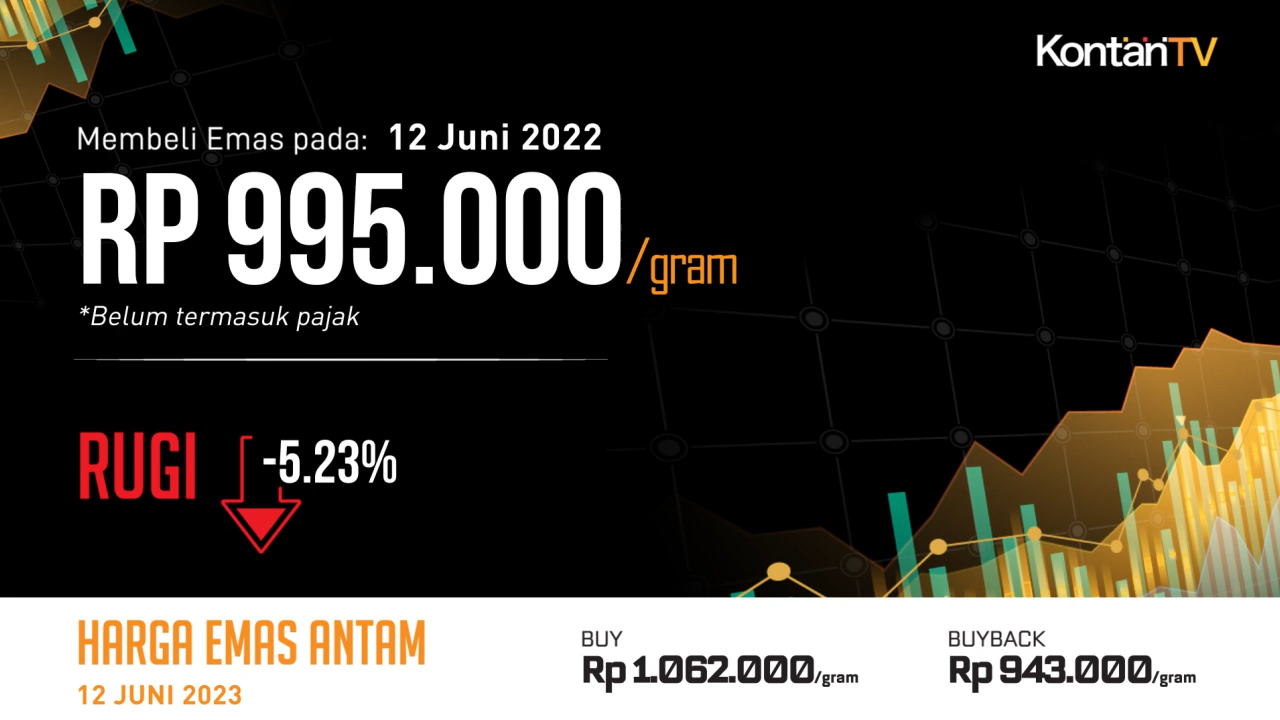 KontanTV
Membeli Emas pada: 12 Juni 2022
RP 995.000/gram
*Belum termasuk pajak
RUGI -5.23%
HARGA EMAS ANTAM
12 JUNI 2023
BUY
Rp 1.062.000/gram
BUYBACK
Rp 943.000/gram